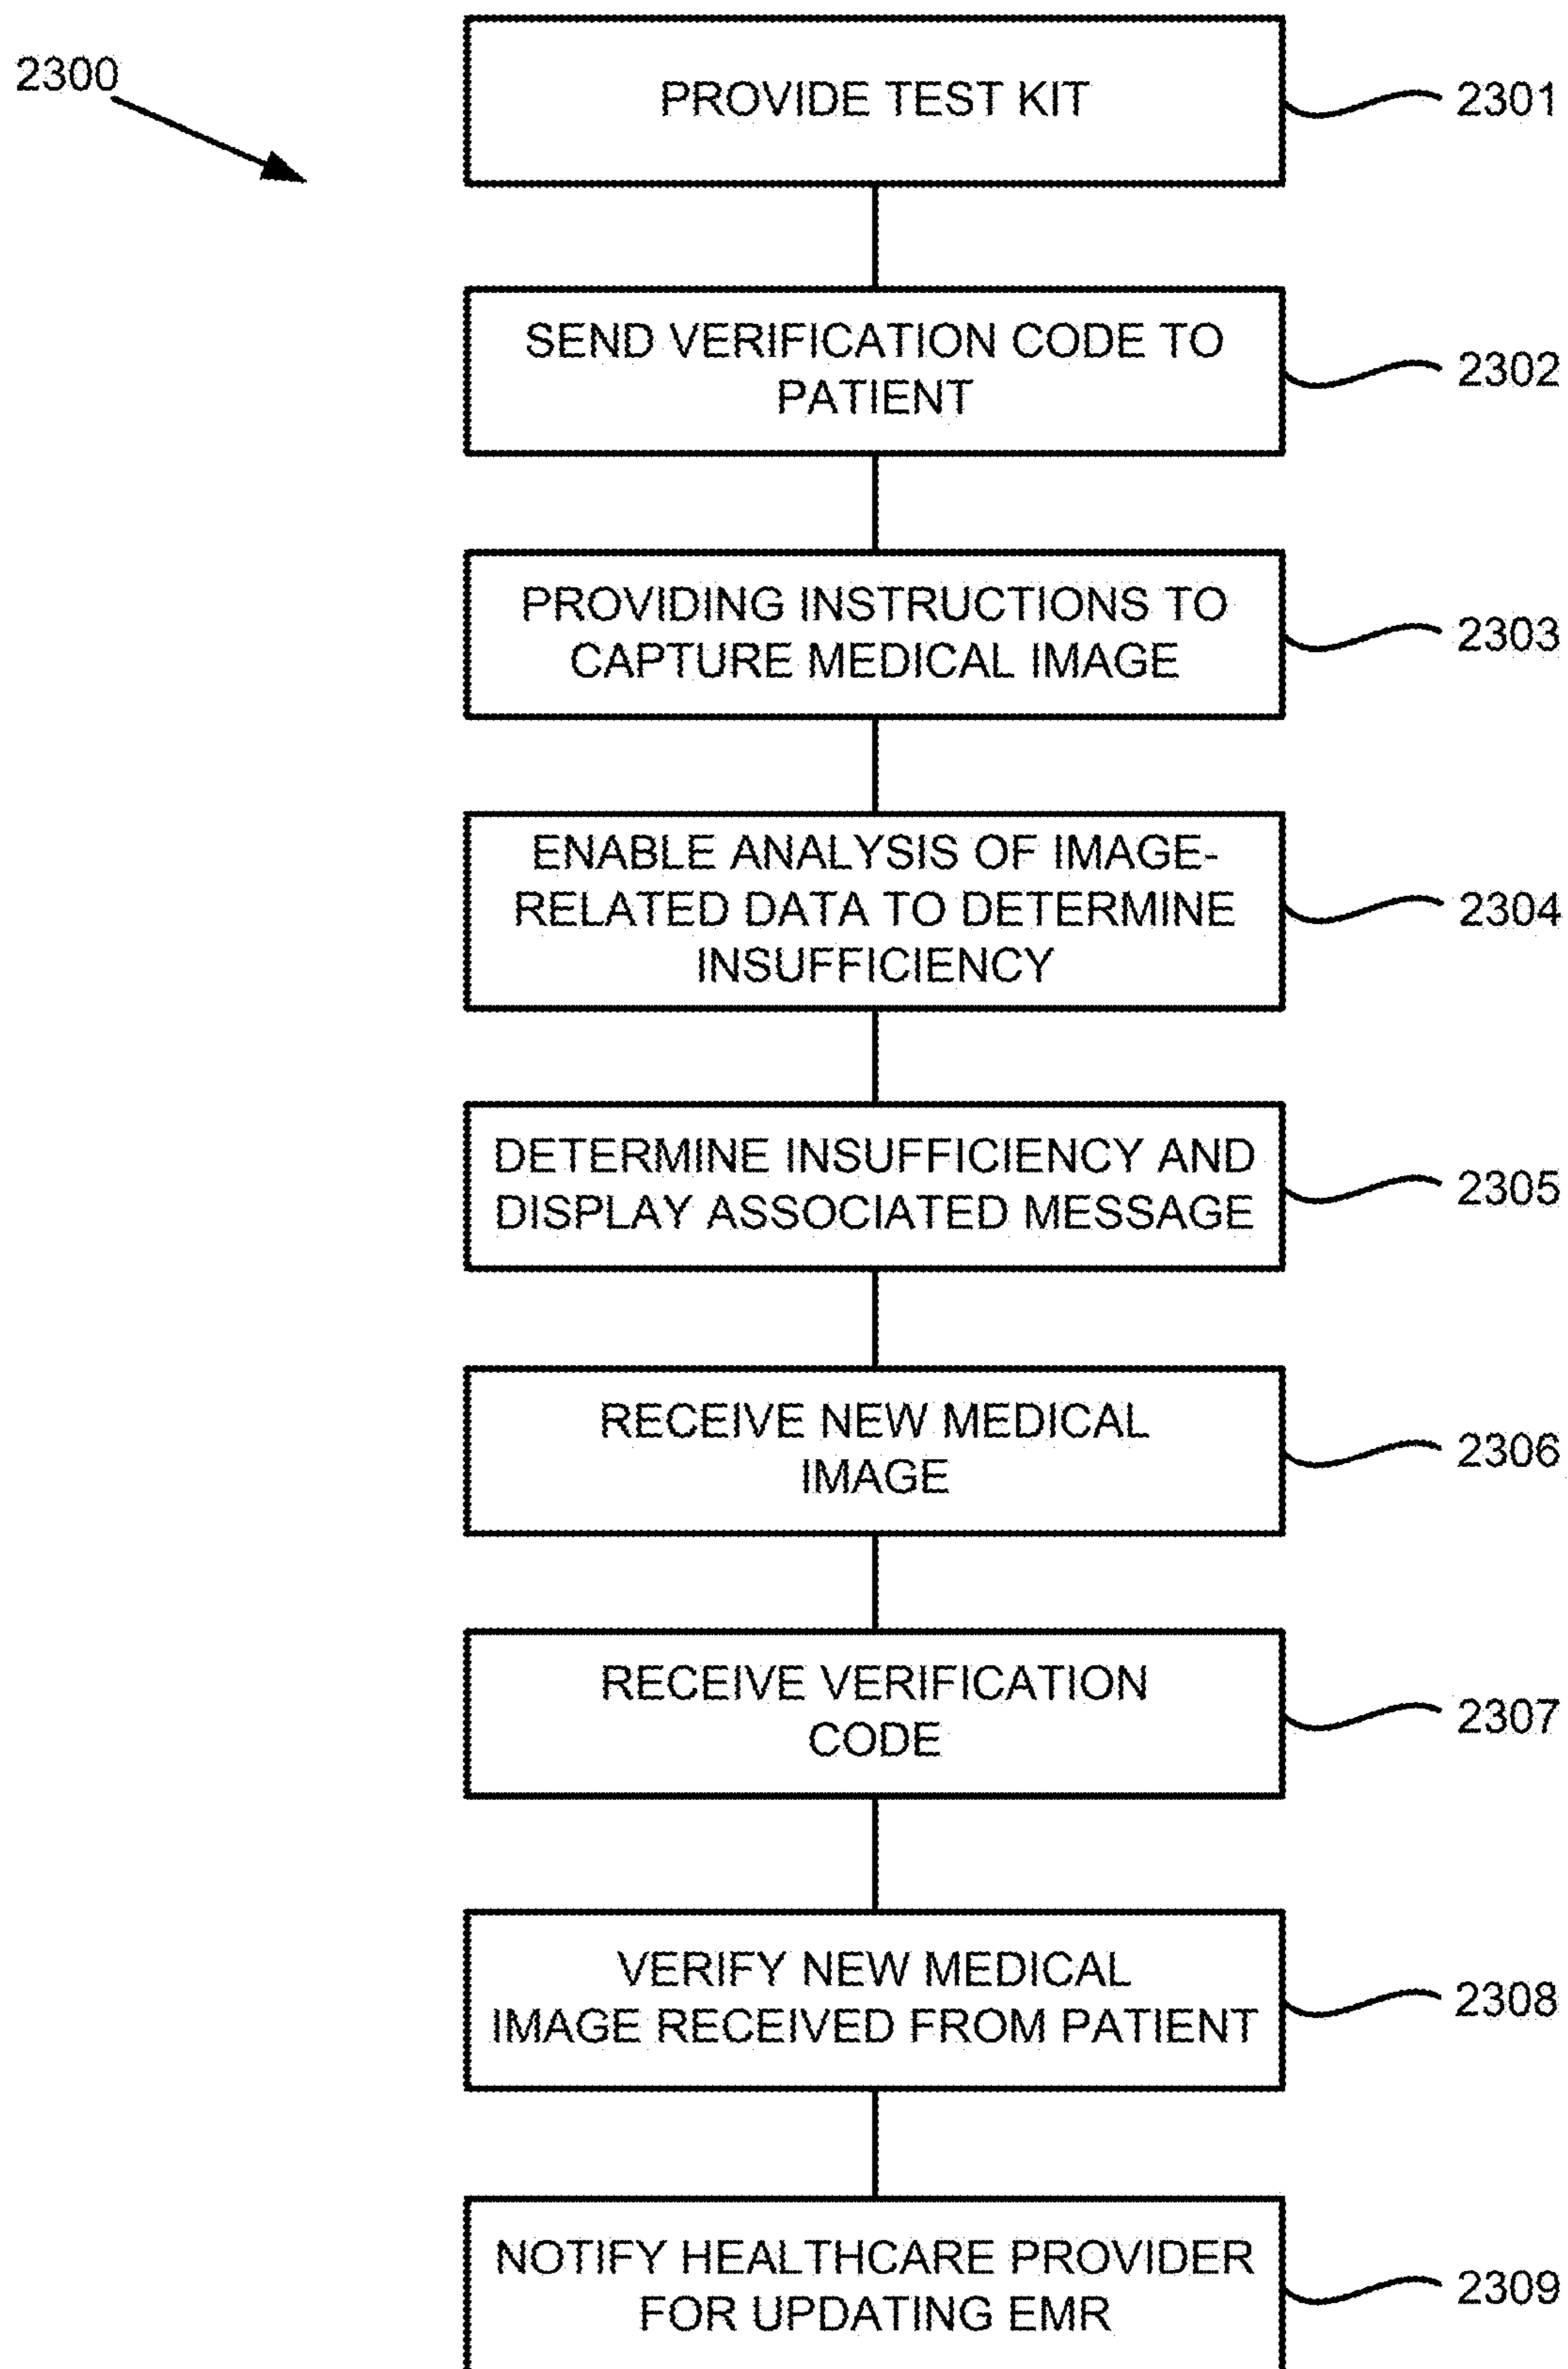 2300
PROVIDE TEST KIT
2301
SEND VERIFICATION CODE TO
PATIENT
2302
PROVIDING INSTRUCTIONS TO
CAPTURE MEDICAL IMAGE
2303
ENABLE ANALYSIS OF IMAGE-
RELATED DATA TO DETERMINE
INSUFFICIENCY
2304
DETERMINE INSUFFICIENCY AND
DISPLAY ASSOCIATED MESSAGE
2305
RECEIVE NEW MEDICAL
IMAGE
2306
RECEIVE VERIFICATION
CODE
2307
VERIFY NEW MEDICAL
IMAGE RECEIVED FROM PATIENT
2308
NOTIFY HEALTHCARE PROVIDER
FOR UPDATING EMR
2309